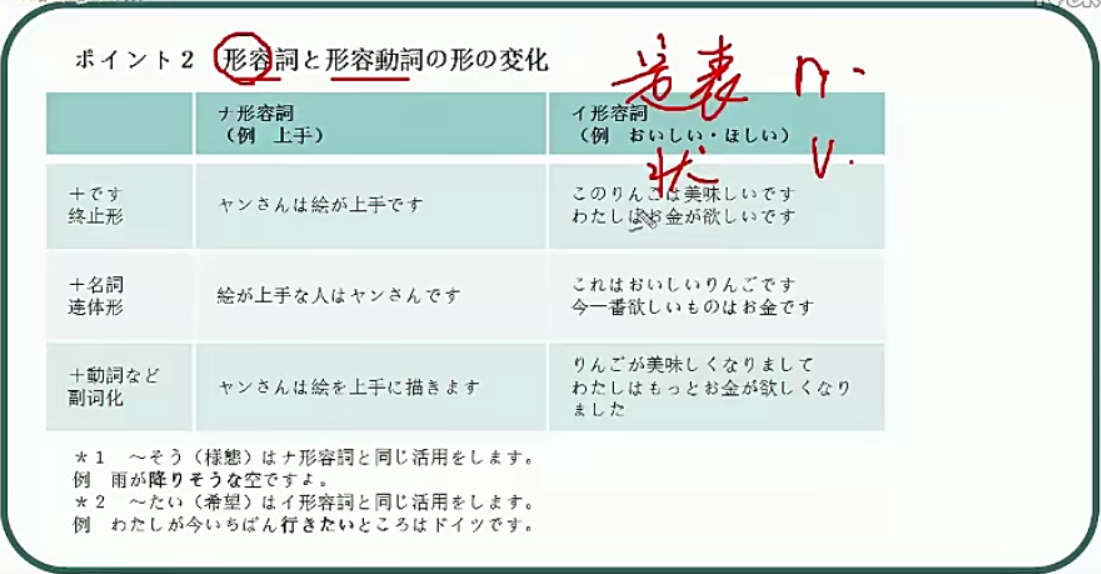 ポイント2 形容詞と形容動詞の形の変化
ナ形容詞
(例 上手)
イ形容詞
(例 おいしい・ほしい)
+です
终止形
ヤンさんは絵が上手です
このりんごは美味しいです
わたしはお金が欲しいです
+名詞
連体形
絵が上手な人はヤンさんです
これはおいしいりんごです
今一番欲しいものはお金です
+動詞など
副词化
ヤンさんは絵を上手に描きます
りんごが美味しくなりまして
わたしはもっとお金が欲しくなり
ました
*1 ~そう(様態)はナ形容詞と同じ活用をします。
例 雨が降りそうな空ですよ。
*2 ~たい(希望)はイ形容詞と同じ活用をします。
例 わたしが今いちばん行きたいところはドイツです。
表 n.
状 v.